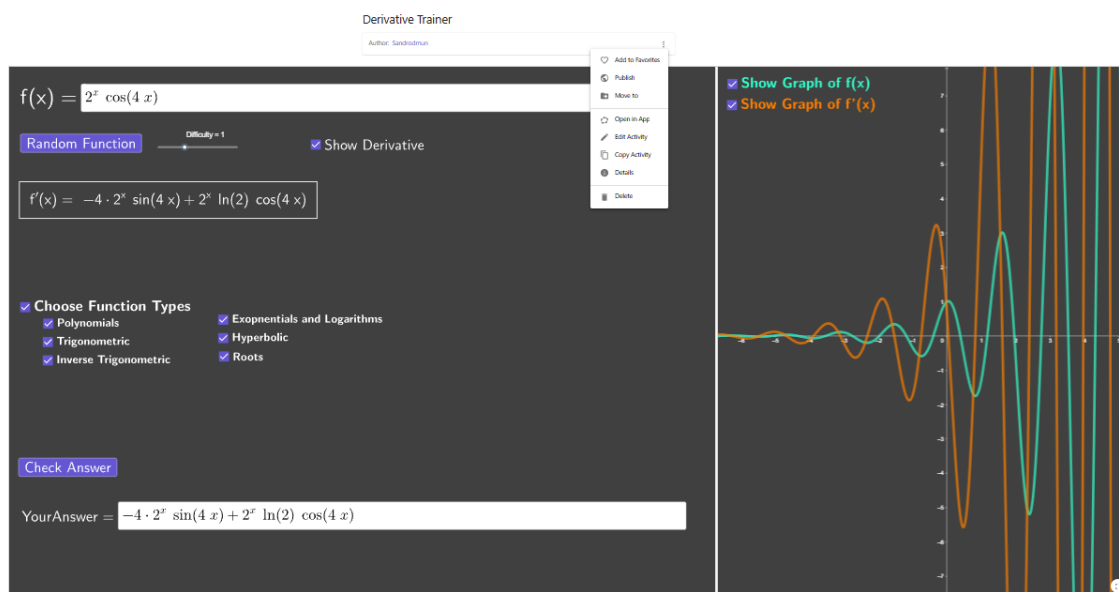 Derivative Trainer
Author: Sandrodmun
Add to Favorites
Publish
Move to
Open in App
Edit Activity
Copy Activity
Details
Delete
f(x) = 2^x cos(4 x)
Random Function
Difficulty = 1
Show Derivative
f'(x) = −4 · 2^x sin(4 x) + 2^x ln(2) cos(4 x)
Choose Function Types
Polynomials
Trigonometric
Inverse Trigonometric
Exopnentials and Logarithms
Hyperbolic
Roots
Check Answer
YourAnswer = −4 · 2^x sin(4 x) + 2^x ln(2) cos(4 x)
Show Graph of f(x)
Show Graph of f'(x)